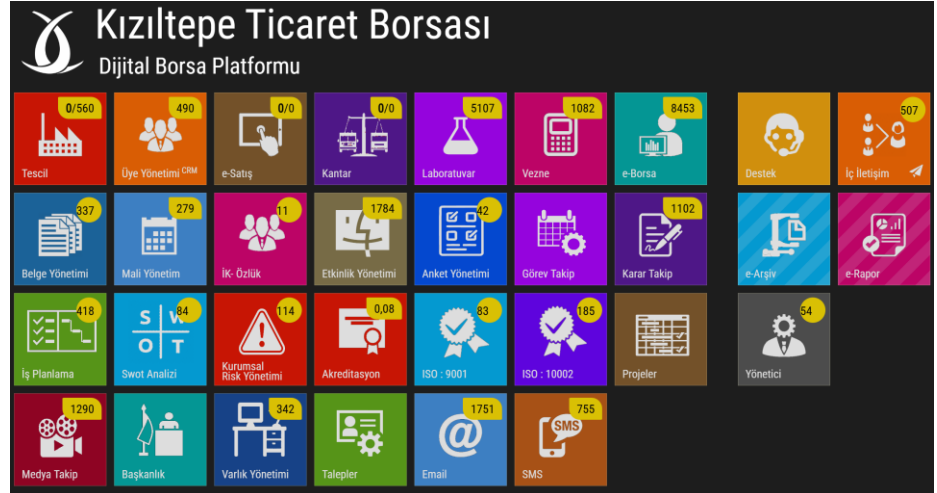 Kızıltepe Ticaret Borsası
Dijital Borsa Platformu
0/560 490 0/0 0/0 5107 1082 8453 507
Tescil Üye Yönetimi CRM e-Satış Kantar Laboratuvar Vezne e-Borsa Destek İç İletişim
337 279 11 1784 42 1102
Belge Yönetimi Mali Yönetim İK- Özlük Etkinlik Yönetimi Anket Yönetimi Görev Takip Karar Takip e-Arşiv e-Rapor
418 84 114 0,08 83 185 54
S W
O T
İş Planlama Swot Analizi Kurumsal Risk Yönetimi Akreditasyon ISO : 9001 ISO : 10002 Projeler Yönetici
1290 342 1751 755
@ SMS
Medya Takip Başkanlık Varlık Yönetimi Talepler Email SMS